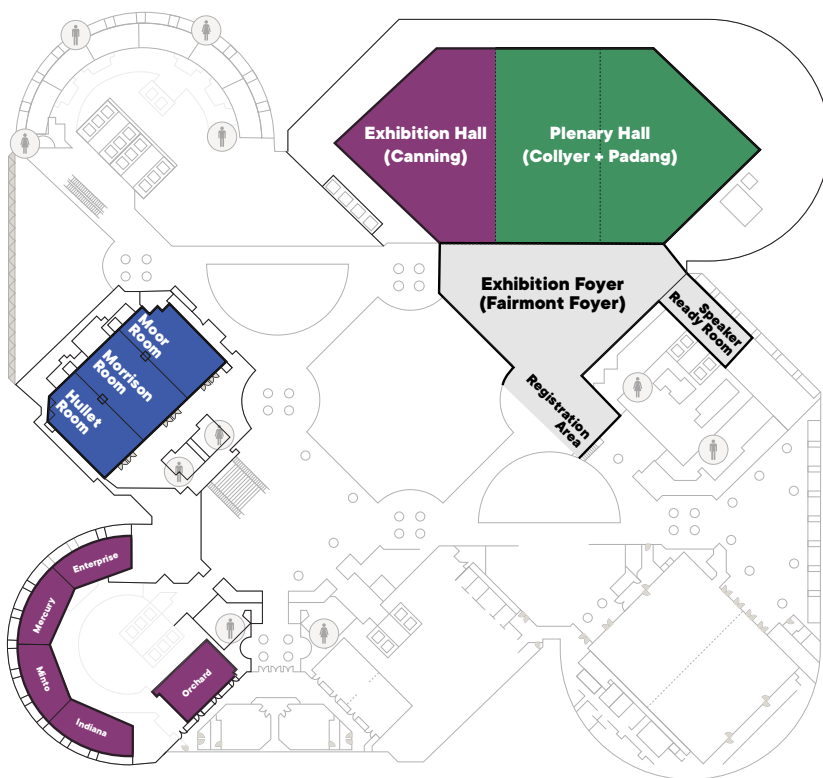 Exhibition Hall
(Canning)
Plenary Hall
(Collyer + Padang)
Exhibition Foyer
(Fairmont Foyer)
Speaker
Ready Room
Registration
Area
Moor
Room
Morrison
Room
Hullet
Room
Enterprise
Mercury
Minto
Indiana
Orchard